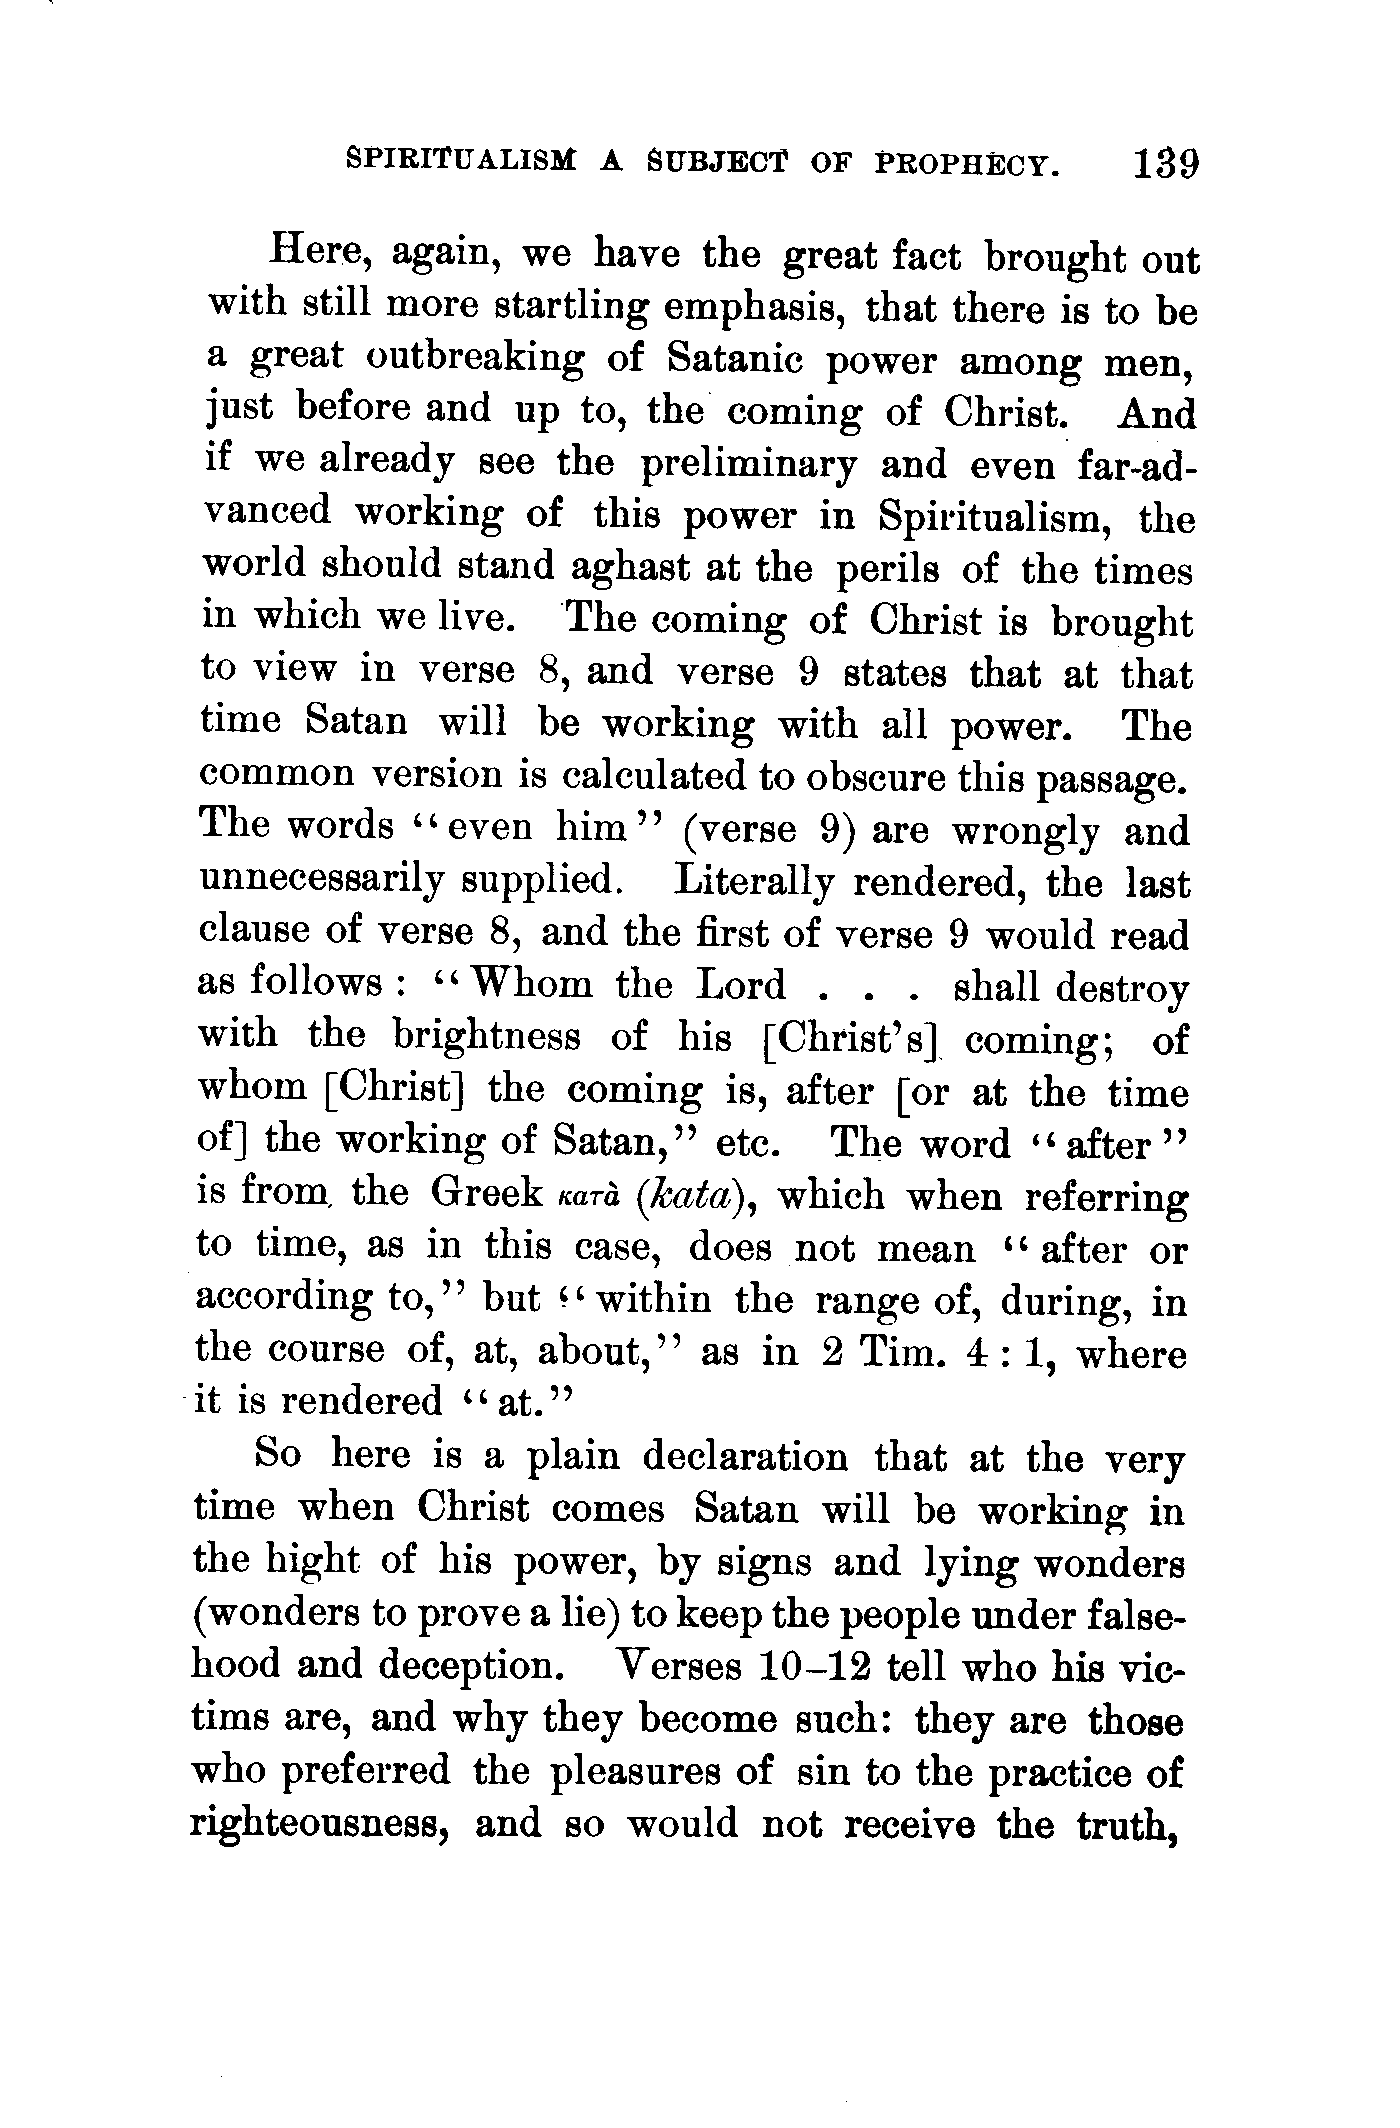 SPIRITUALISM A SUBJECT OF PROPHECY. 139
Here, again, we have the great fact brought out
with still more startling emphasis, that there is to be
a great outbreaking of Satanic power among men,
just before and up to, the coming of Christ. And
if we already see the preliminary and even far-ad-
vanced working of this power in Spiritualism, the
world should stand aghast at the perils of the times
in which we live. The coming of Christ is brought
to view in verse 8, and verse 9 states that at that
time Satan will be working with all power. The
common version is calculated to obscure this passage.
The words "even him" (verse 9) are wrongly and
unnecessarily supplied. Literally rendered, the last
clause of verse 8, and the first of verse 9 would read
as follows : "Whom the Lord . . . shall destroy
with the brightness of his [Christ's] coming; of
whom [Christ] the coming is, after [or at the time
of] the working of Satan," etc. The word "after"
is from the Greek κατὰ (kata), which when referring
to time, as in this case, does not mean "after or
according to," but "within the range of, during, in
the course of, at, about," as in 2 Tim. 4 : 1, where
it is rendered "at."
So here is a plain declaration that at the very
time when Christ comes Satan will be working in
the hight of his power, by signs and lying wonders
(wonders to prove a lie) to keep the people under false-
hood and deception. Verses 10–12 tell who his vic-
tims are, and why they become such: they are those
who preferred the pleasures of sin to the practice of
righteousness, and so would not receive the truth,